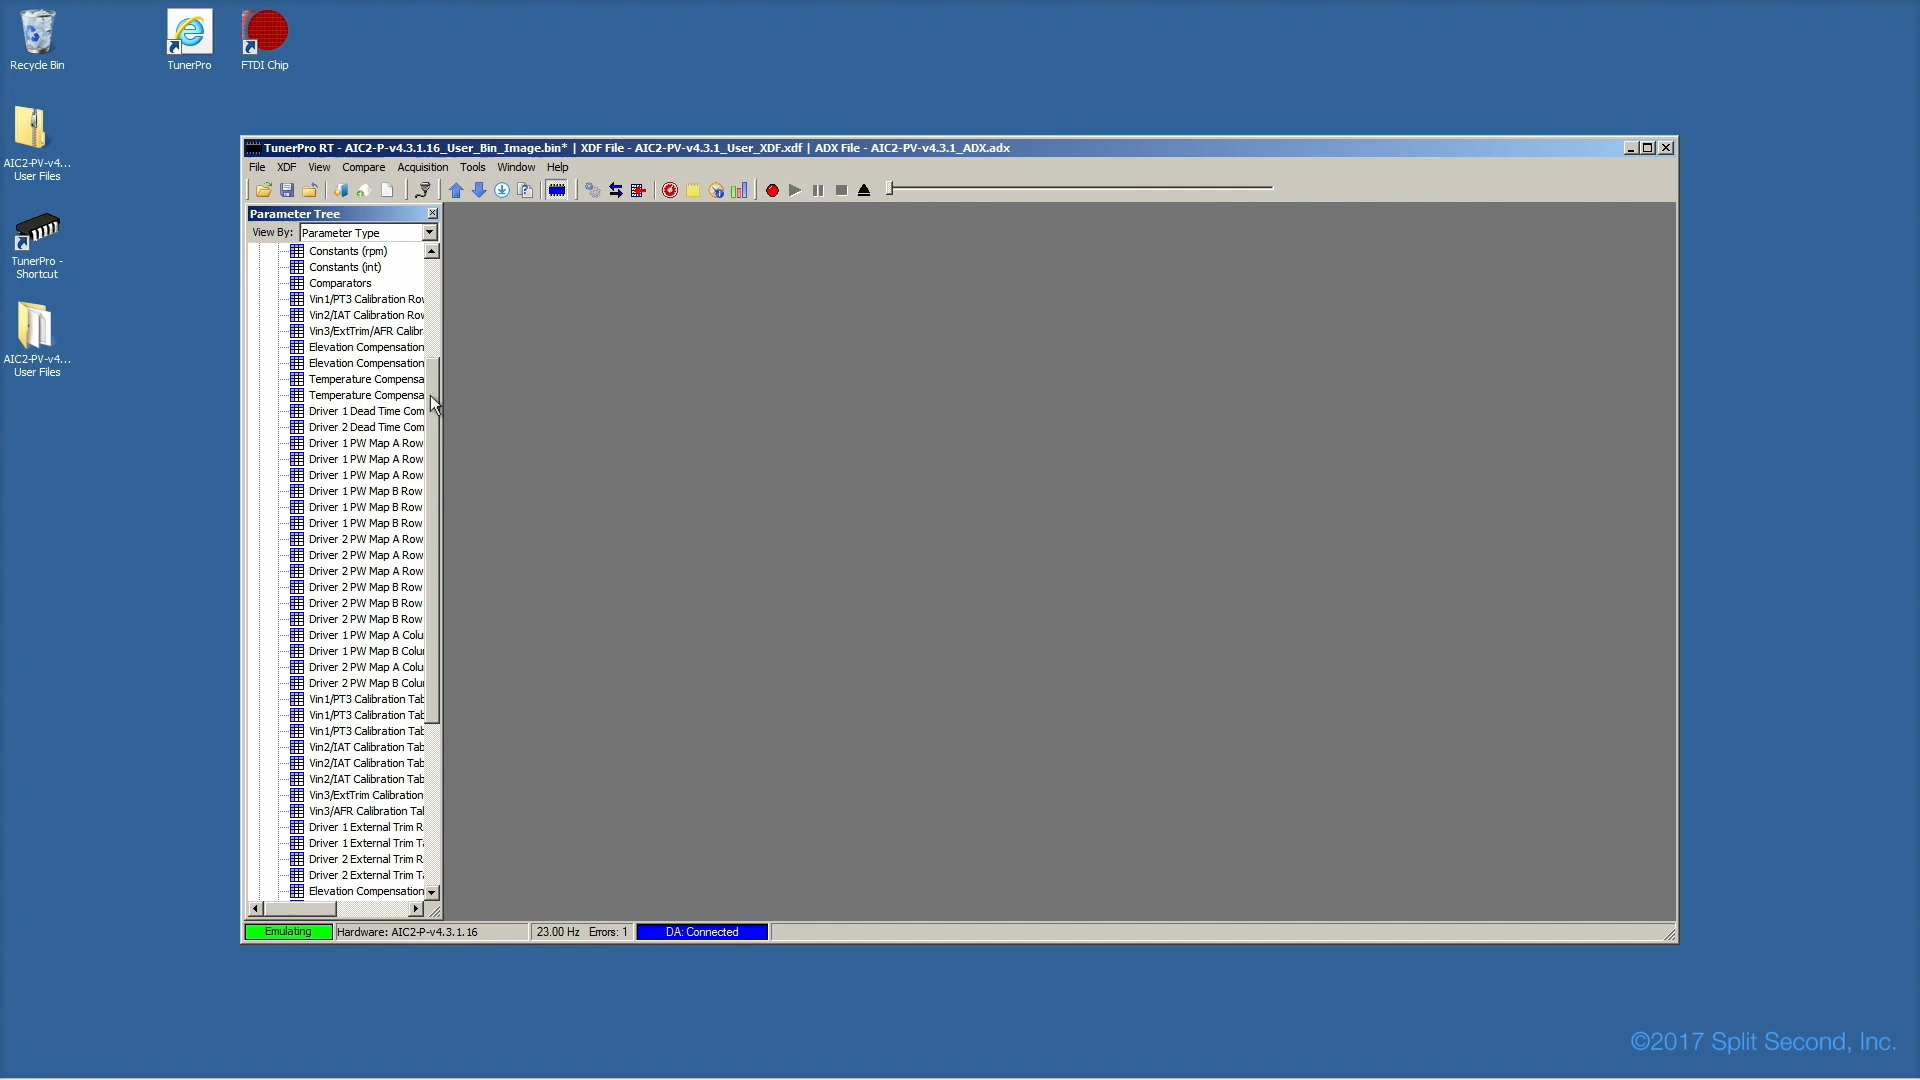 Recycle Bin
TunerPro
FTDI Chip
AIC2-PV-v4...
User Files
TunerPro -
Shortcut
AIC2-PV-v4...
User Files
TunerPro RT - AIC2-P-v4.3.1.16_User_Bin_Image.bin* | XDF File - AIC2-PV-v4.3.1_User_XDF.xdf | ADX File - AIC2-PV-v4.3.1_ADX.adx
File XDF View Compare Acquisition Tools Window Help
Parameter Tree
View By: Parameter Type
Constants (rpm)
Constants (int)
Comparators
Vin1/PT3 Calibration Row
Vin2/IAT Calibration Row
Vin3/ExtTrim/AFR Calibr
Elevation Compensation
Elevation Compensation
Temperature Compensa
Temperature Compensa
Driver 1 Dead Time Com
Driver 2 Dead Time Com
Driver 1 PW Map A Row
Driver 1 PW Map A Row
Driver 1 PW Map A Row
Driver 1 PW Map B Row
Driver 1 PW Map B Row
Driver 1 PW Map B Row
Driver 2 PW Map A Row
Driver 2 PW Map A Row
Driver 2 PW Map A Row
Driver 2 PW Map B Row
Driver 2 PW Map B Row
Driver 2 PW Map B Row
Driver 1 PW Map A Colu
Driver 1 PW Map B Colu
Driver 2 PW Map A Colu
Driver 2 PW Map B Colu
Vin1/PT3 Calibration Tab
Vin1/PT3 Calibration Tab
Vin1/PT3 Calibration Tab
Vin2/IAT Calibration Tab
Vin2/IAT Calibration Tab
Vin2/IAT Calibration Tab
Vin3/ExtTrim Calibration
Vin3/AFR Calibration Tal
Driver 1 External Trim R
Driver 1 External Trim T
Driver 2 External Trim R
Driver 2 External Trim T
Elevation Compensation
Emulating Hardware: AIC2-P-v4.3.1.16 23.00 Hz Errors: 1 DA: Connected
©2017 Split Second, Inc.